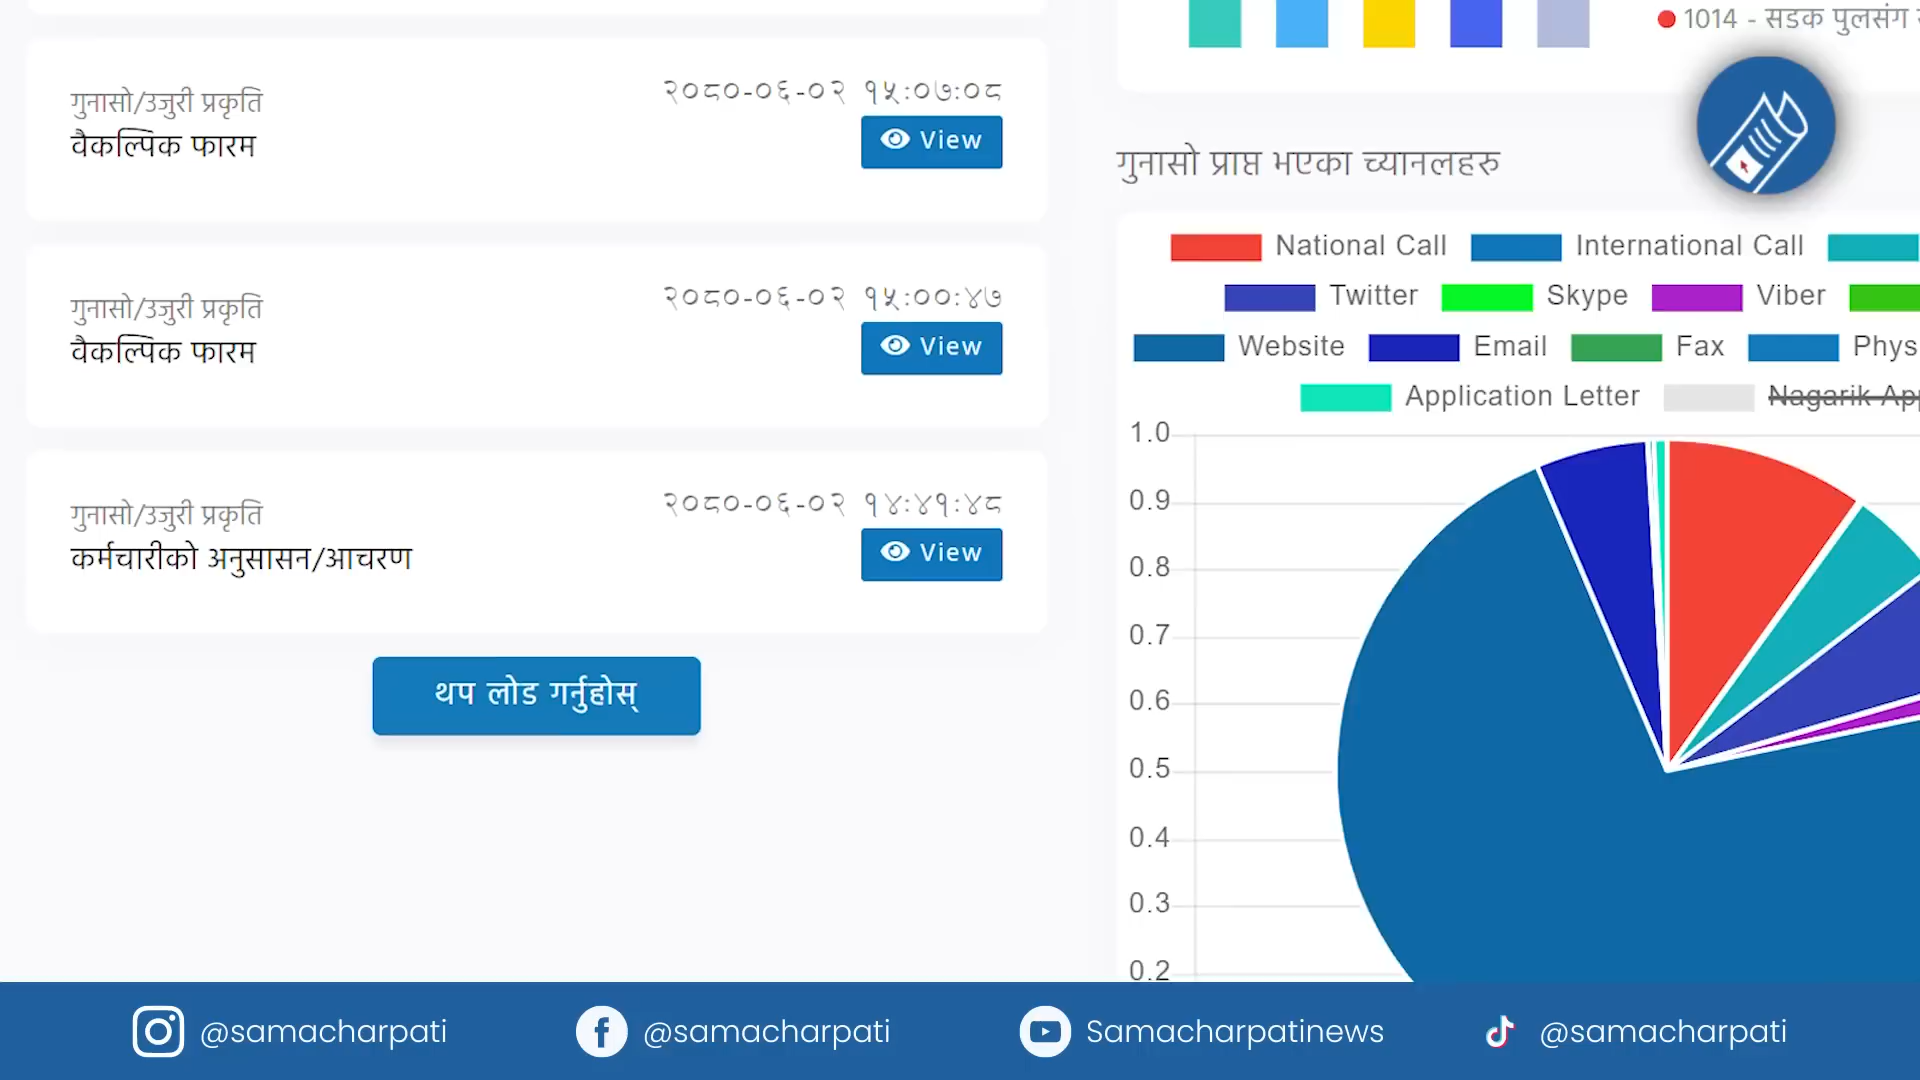 गुनासो/उजुरी प्रकृति
वैकल्पिक फारम
२०८०-०६-०२ १५:०७:०८
View
गुनासो/उजुरी प्रकृति
वैकल्पिक फारम
२०८०-०६-०२ १५:००:४७
View
गुनासो/उजुरी प्रकृति
कर्मचारीको अनुसासन/आचरण
२०८०-०६-०२ १४:४१:४८
View
थप लोड गर्नुहोस्
1014 - सडक पुलसंग
गुनासो प्राप्त भएका च्यानलहरु
National Call International Call
Twitter Skype Viber
Website Email Fax Phys
Application Letter Nagarik App
1.0
0.9
0.8
0.7
0.6
0.5
0.4
0.3
0.2
@samacharpati @samacharpati Samacharpatinews @samacharpati